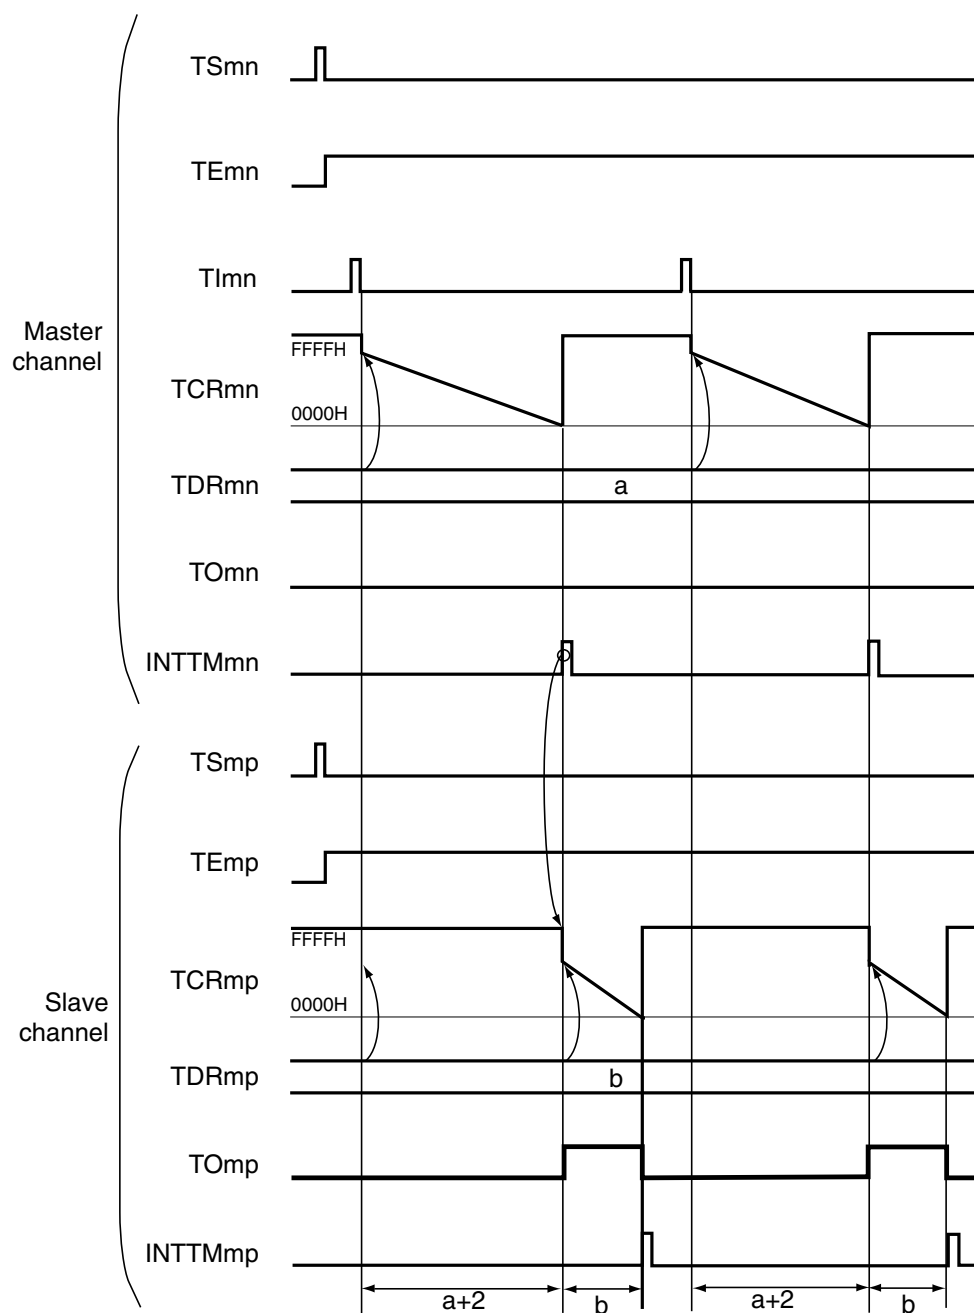 TSmn
TEmn
TImn
Master
channel
FFFFH
TCRmn
0000H
TDRmn
a
TOmn
INTTMmn
TSmp
TEmp
FFFFH
TCRmp
0000H
Slave
channel
TDRmp
b
TOmp
INTTMmp
a+2
b
a+2
b